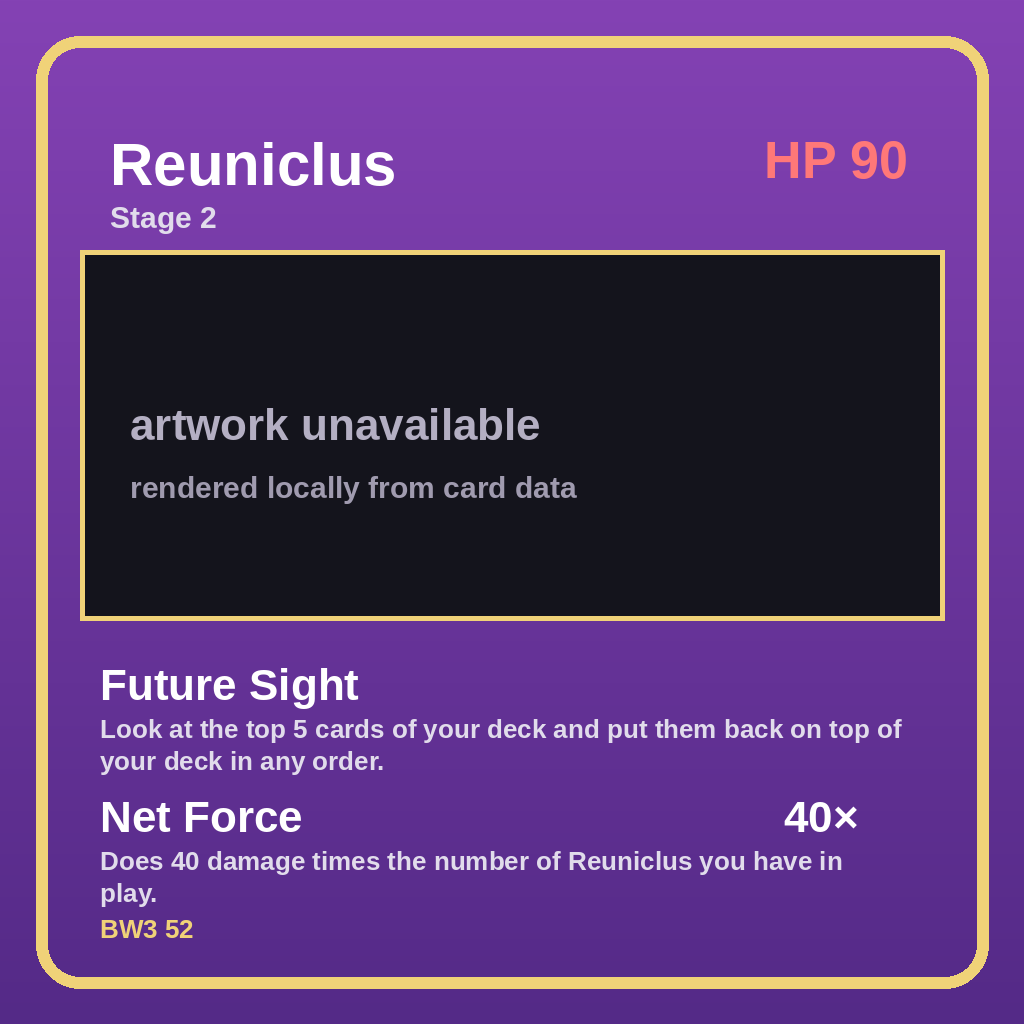 Reuniclus
HP 90
Stage 2
artwork unavailable
rendered locally from card data
Future Sight
Look at the top 5 cards of your deck and put them back on top of
your deck in any order.
Net Force
40×
Does 40 damage times the number of Reuniclus you have in
play.
BW3 52